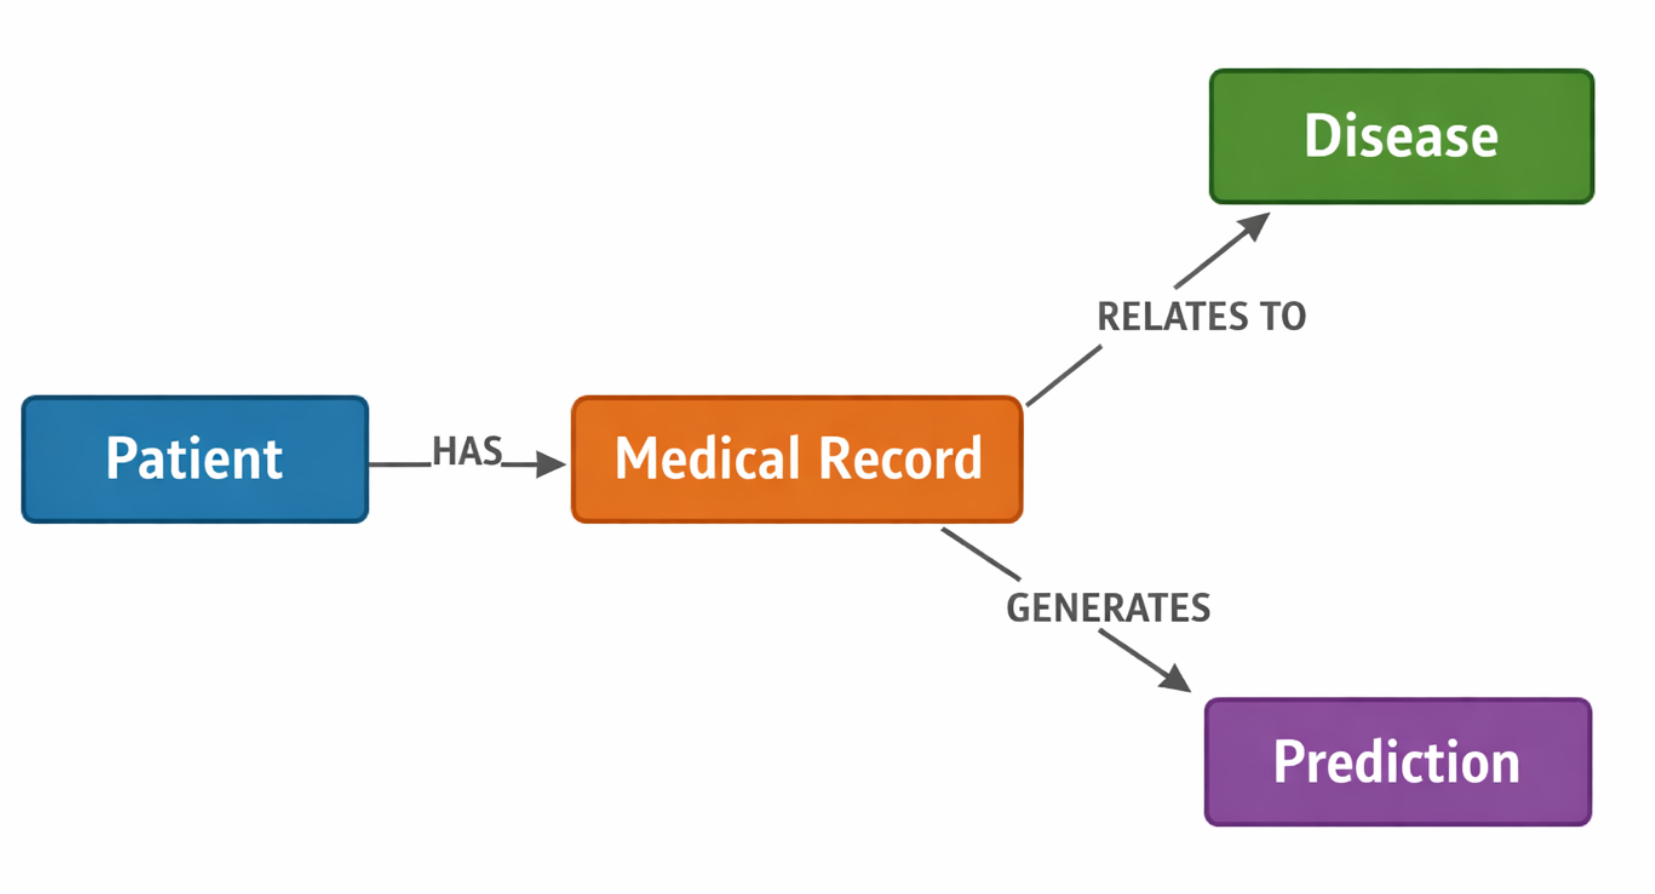 Disease
RELATES TO
Patient
HAS
Medical Record
GENERATES
Prediction